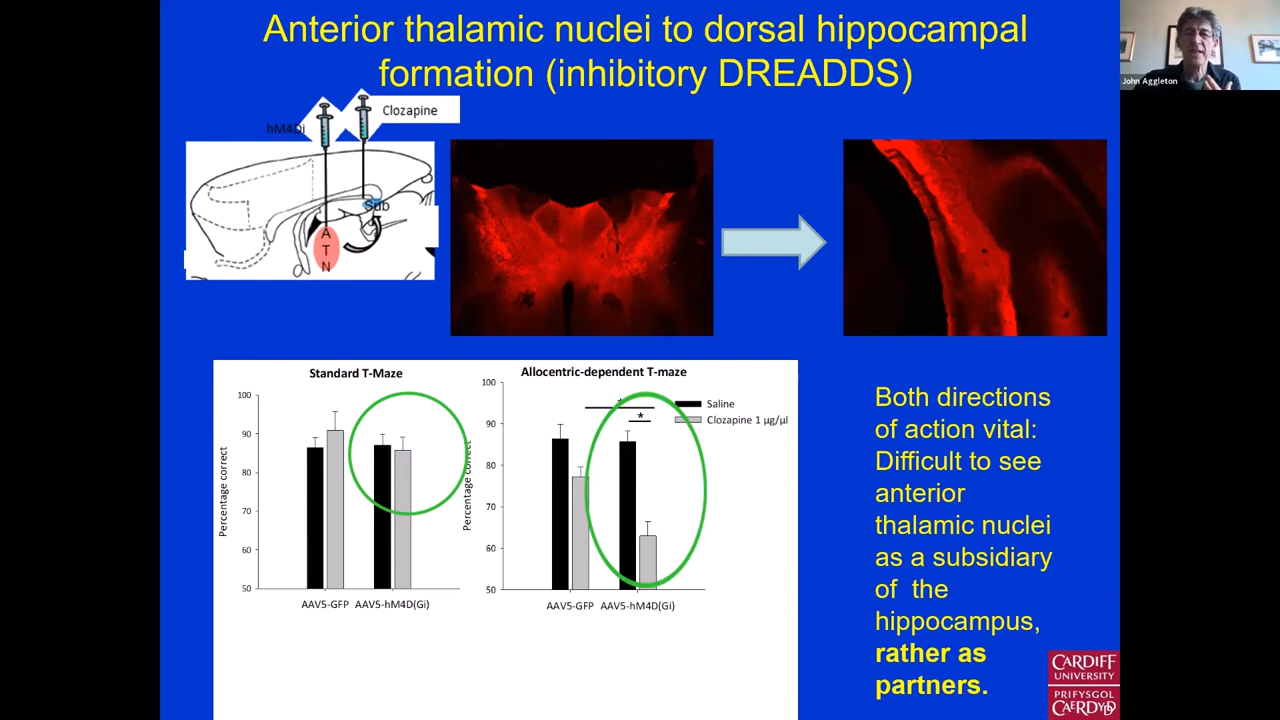 Anterior thalamic nuclei to dorsal hippocampal
formation (inhibitory DREADDS)
John Aggleton
Clozapine
hM4Di
Sub
A
T
N
Standard T-Maze
Percentage correct
100
90
80
70
60
50
AAV5-GFP AAV5-hM4D(Gi)
Allocentric-dependent T-maze
Percentage correct
100
90
80
70
60
50
*
*
Saline
Clozapine 1 µg/µl
AAV5-GFP AAV5-hM4D(Gi)
Both directions
of action vital:
Difficult to see
anterior
thalamic nuclei
as a subsidiary
of the
hippocampus,
rather as
partners.
CARDIFF
UNIVERSITY
PRIFYSGOL
CAERDYDD